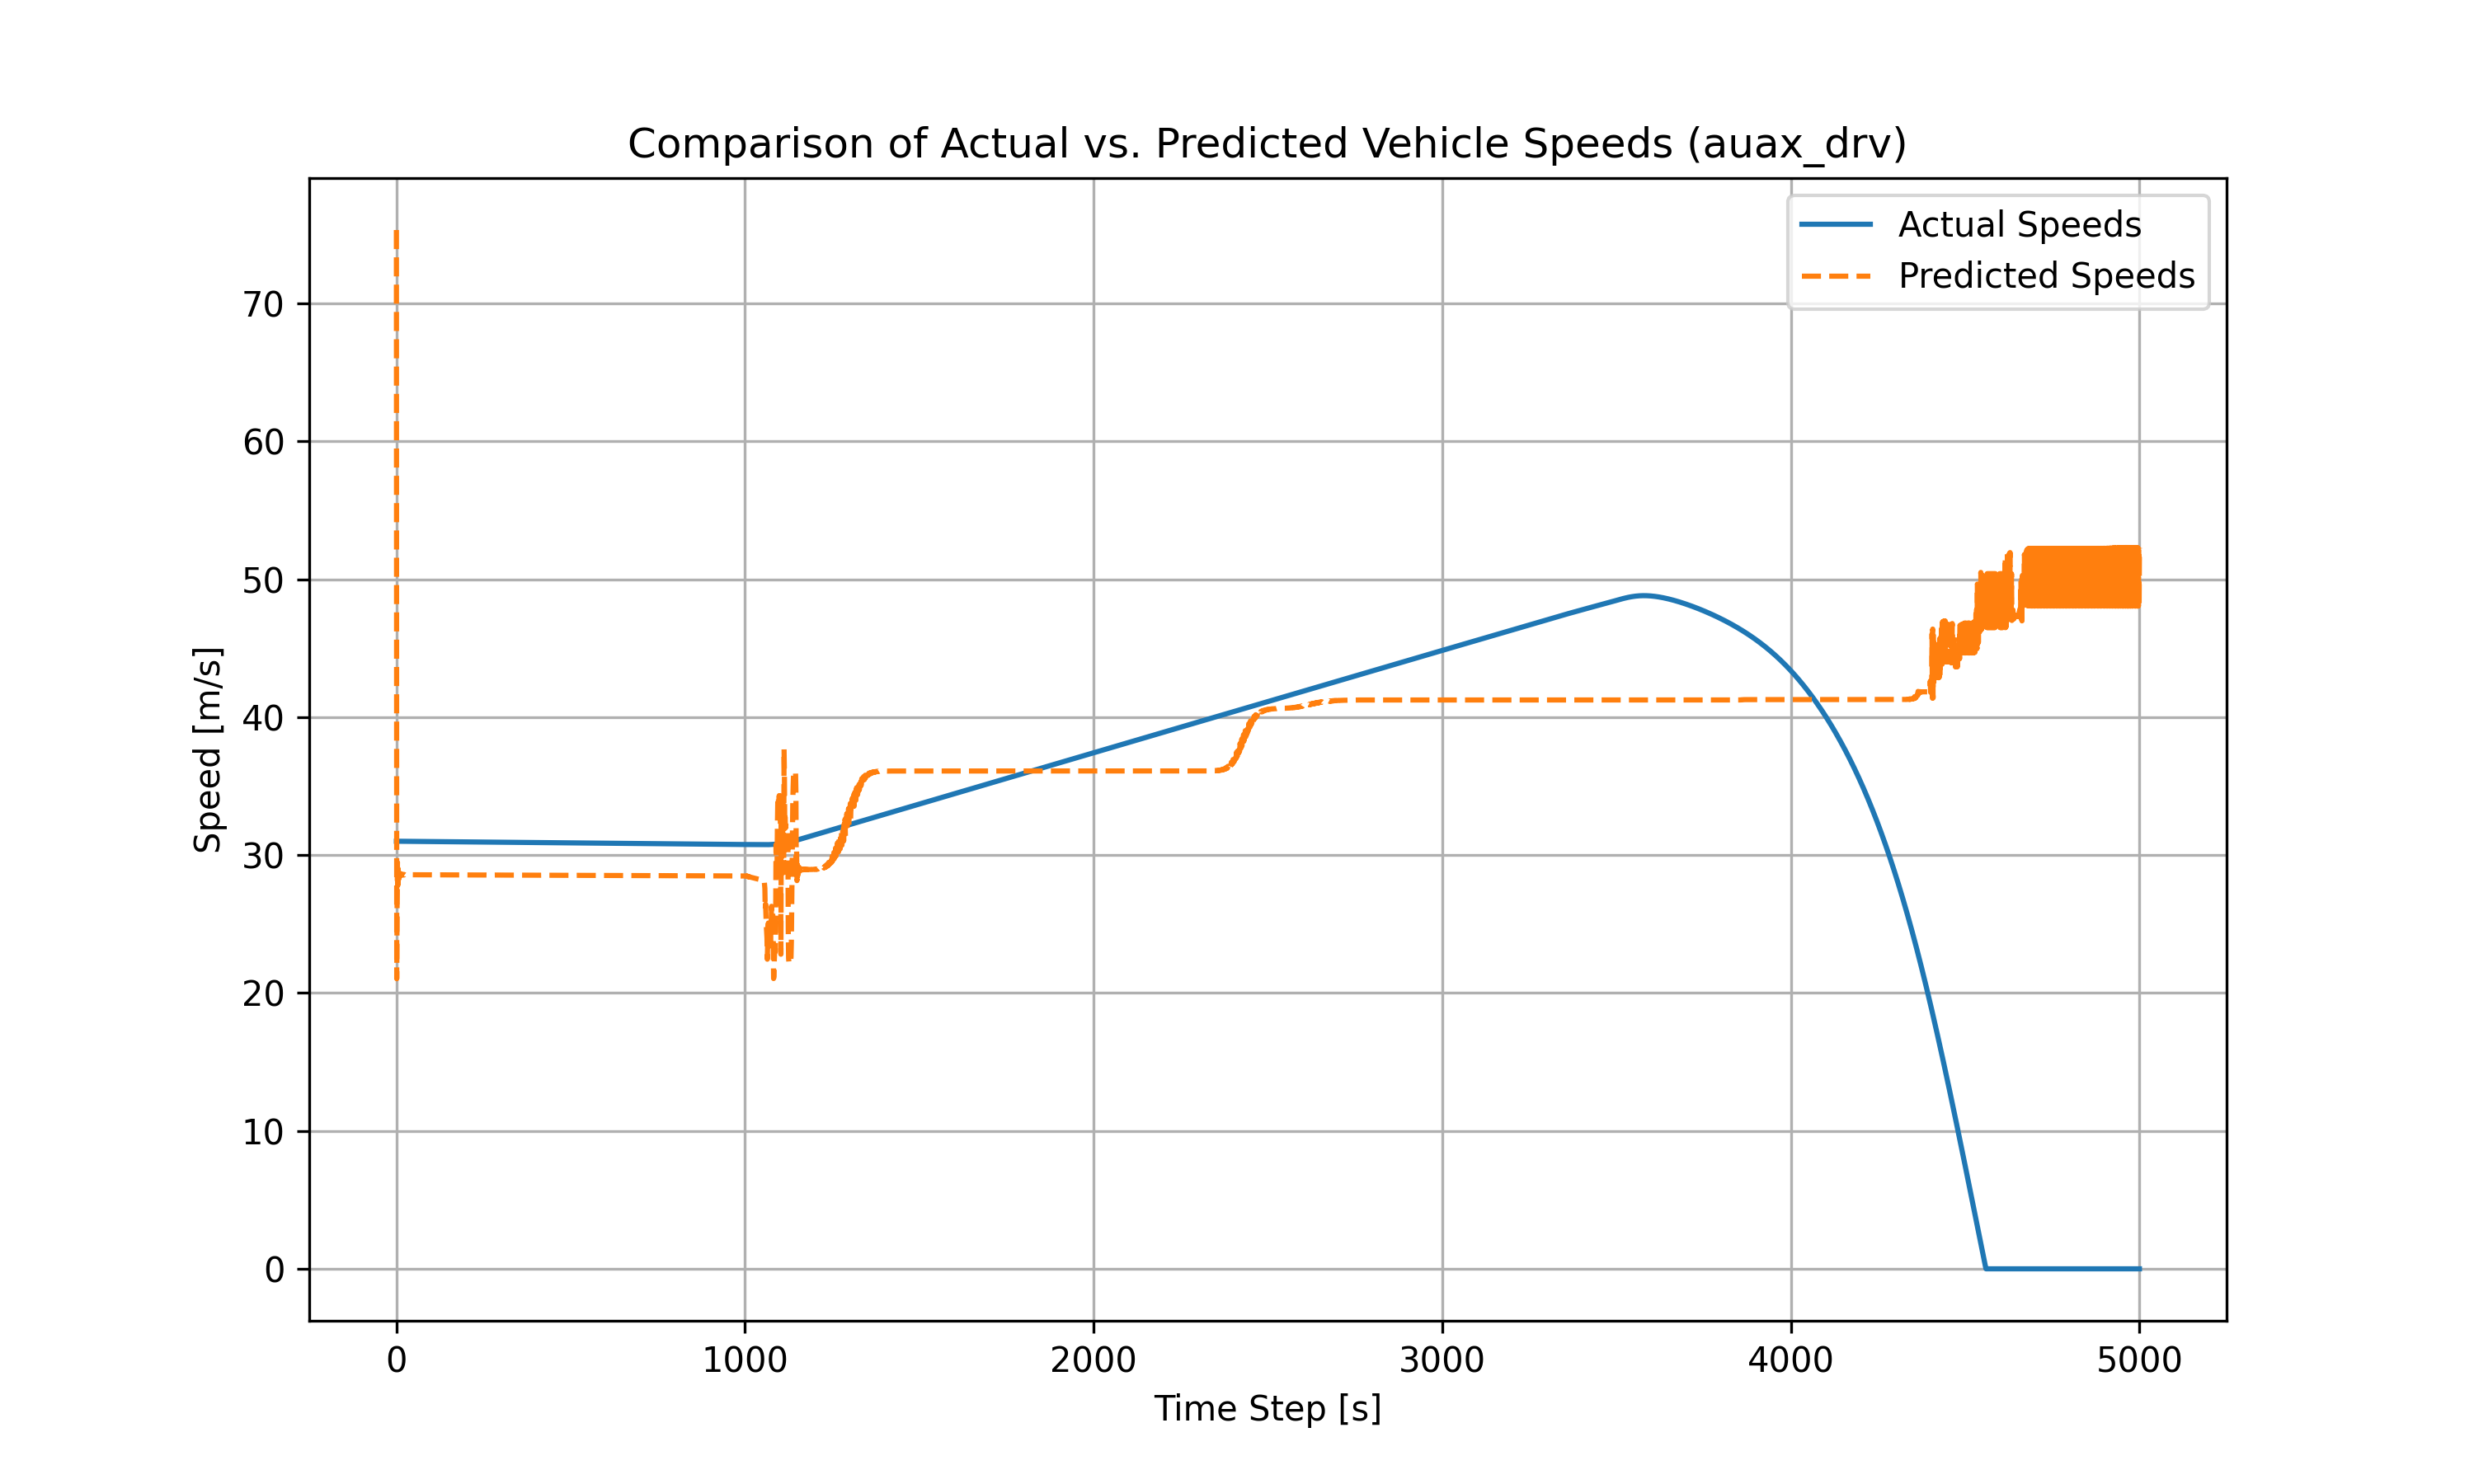 Comparison of Actual vs. Predicted Vehicle Speeds (auax_drv)
Actual Speeds
Predicted Speeds
Speed [m/s]
70
60
50
40
30
20
10
0
0 1000 2000 3000 4000 5000
Time Step [s]